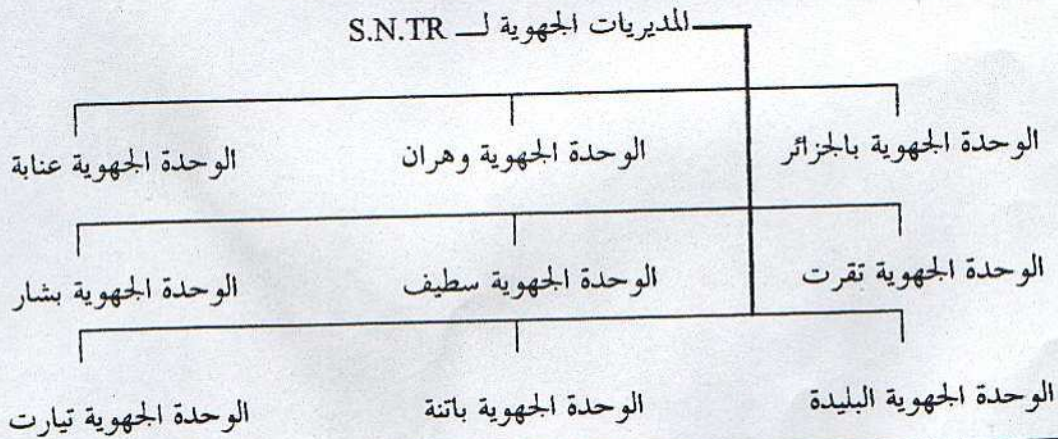 المديريات الجهوية لـ S.N.TR
الوحدة الجهوية بالجزائر الوحدة الجهوية وهران الوحدة الجهوية عنابة
الوحدة الجهوية تقرت الوحدة الجهوية سطيف الوحدة الجهوية بشار
الوحدة الجهوية البليدة الوحدة الجهوية باتنة الوحدة الجهوية تيارت